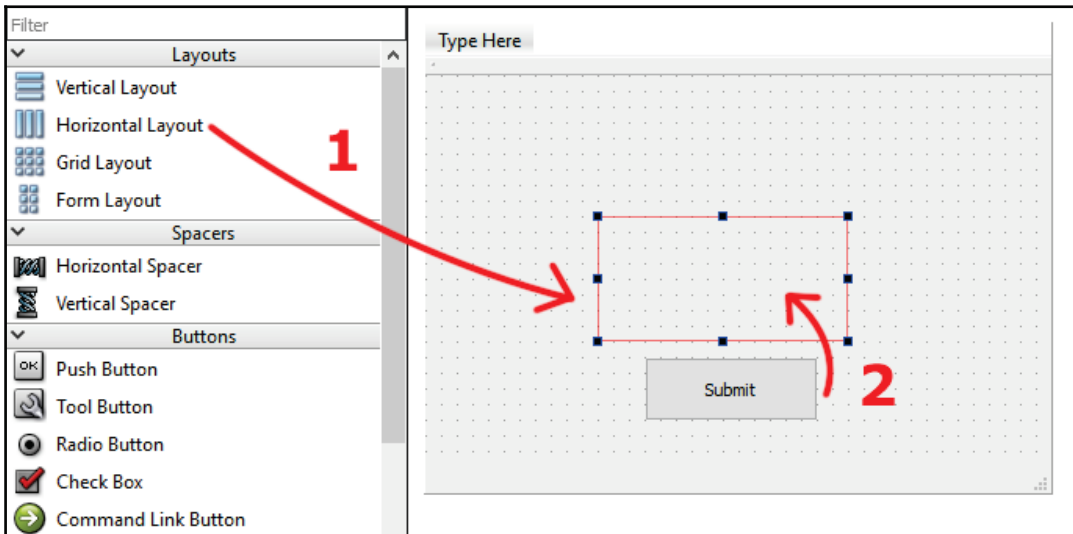 Filter
Layouts
Vertical Layout
Horizontal Layout
Grid Layout
Form Layout
Spacers
Horizontal Spacer
Vertical Spacer
Buttons
OK Push Button
Tool Button
Radio Button
Check Box
Command Link Button
Type Here
1
2
Submit